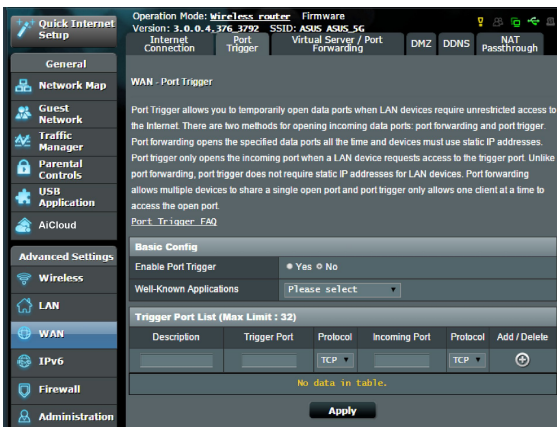 Quick Internet
Setup
Operation Mode: Wireless router Firmware
Version: 3.0.0.4.376_3792 SSID: ASUS ASUS_5G
Internet
Connection
Port
Trigger
Virtual Server / Port
Forwarding
DMZ
DDNS
NAT
Passthrough
General
Network Map
Guest
Network
Traffic
Manager
Parental
Controls
USB
Application
AiCloud
Advanced Settings
Wireless
LAN
WAN
IPv6
Firewall
Administration
WAN - Port Trigger
Port Trigger allows you to temporarily open data ports when LAN devices require unrestricted access to
the Internet. There are two methods for opening incoming data ports: port forwarding and port trigger.
Port forwarding opens the specified data ports all the time and devices must use static IP addresses.
Port trigger only opens the incoming port when a LAN device requests access to the trigger port. Unlike
port forwarding, port trigger does not require static IP addresses for LAN devices. Port forwarding
allows multiple devices to share a single open port and port trigger only allows one client at a time to
access the open port.
Port Trigger FAQ
Basic Config
Enable Port Trigger Yes No
Well-Known Applications Please select
Trigger Port List (Max Limit : 32)
Description Trigger Port Protocol Incoming Port Protocol Add / Delete
TCP TCP
No data in table.
Apply